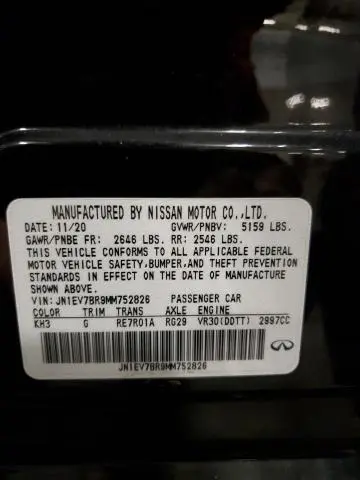 MANUFACTURED BY NISSAN MOTOR CO.,LTD.
DATE: 11/20 GVWR/PNBV: 5159 LBS.
GAWR/PNBE FR: 2646 LBS. RR: 2546 LBS.
THIS VEHICLE CONFORMS TO ALL APPLICABLE FEDERAL
MOTOR VEHICLE SAFETY,BUMPER,AND THEFT PREVENTION
STANDARDS IN EFFECT ON THE DATE OF MANUFACTURE
SHOWN ABOVE.
VIN: JN1EV7BR9MM752826 PASSENGER CAR
COLOR TRIM TRANS AXLE ENGINE
KH3 G RE7R01A RG29 VR30(DDTT) 2997CC
JN1EV7BR9MM752826